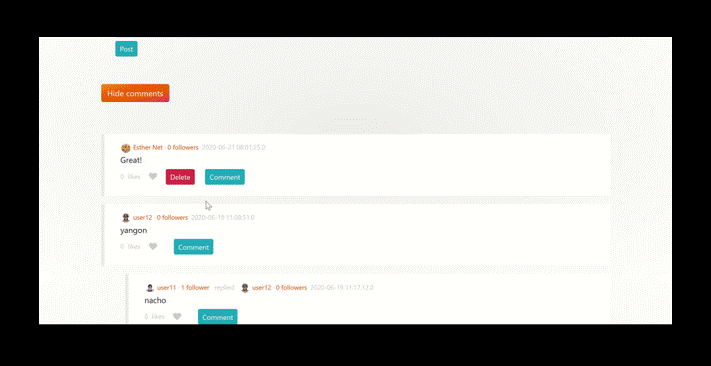 Post
Hide comments
Esther Net · 0 followers 2020-06-21 08:01:25.0
Great!
0 likes Delete Comment
user12 · 0 followers 2020-06-19 11:08:51.0
yangon
0 likes Comment
user11 · 1 follower replied user12 · 0 followers 2020-06-19 11:17:12.0
nacho
0 likes Comment